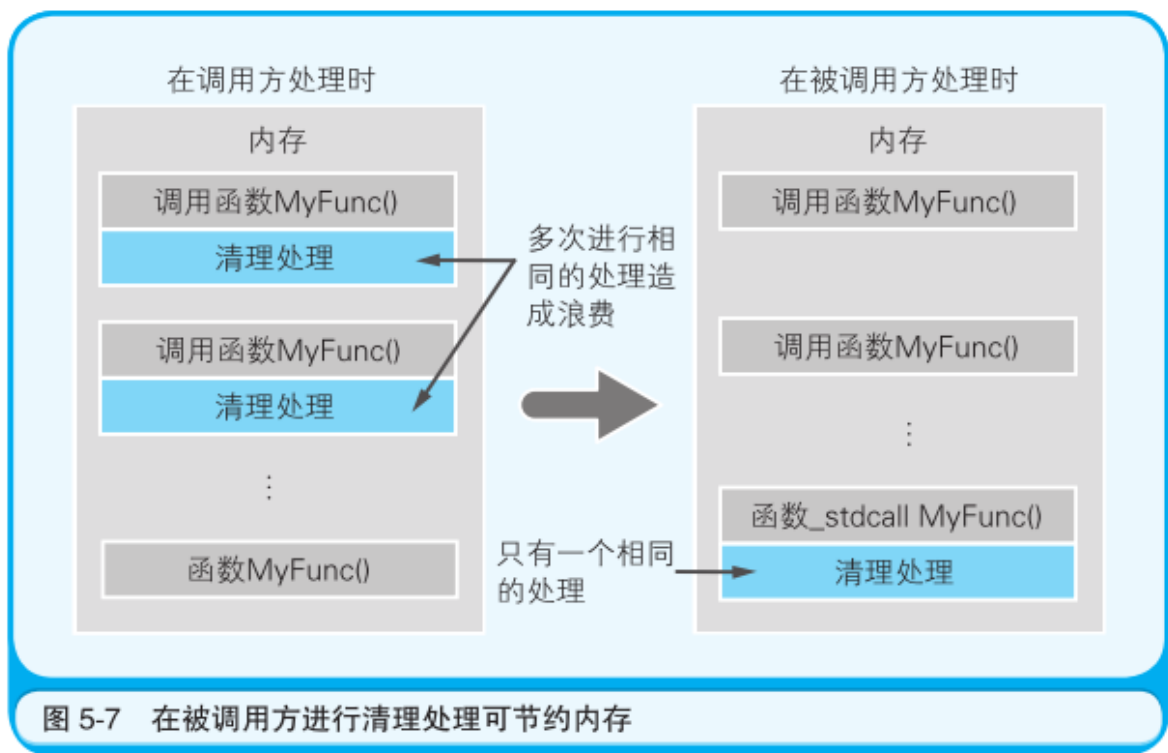 在调用方处理时
内存
调用函数MyFunc()
清理处理
调用函数MyFunc()
清理处理
⋮
函数MyFunc()
多次进行相
同的处理造
成浪费
只有一个相同
的处理
在被调用方处理时
内存
调用函数MyFunc()
调用函数MyFunc()
⋮
函数_stdcall MyFunc()
清理处理
图 5-7 在被调用方进行清理处理可节约内存